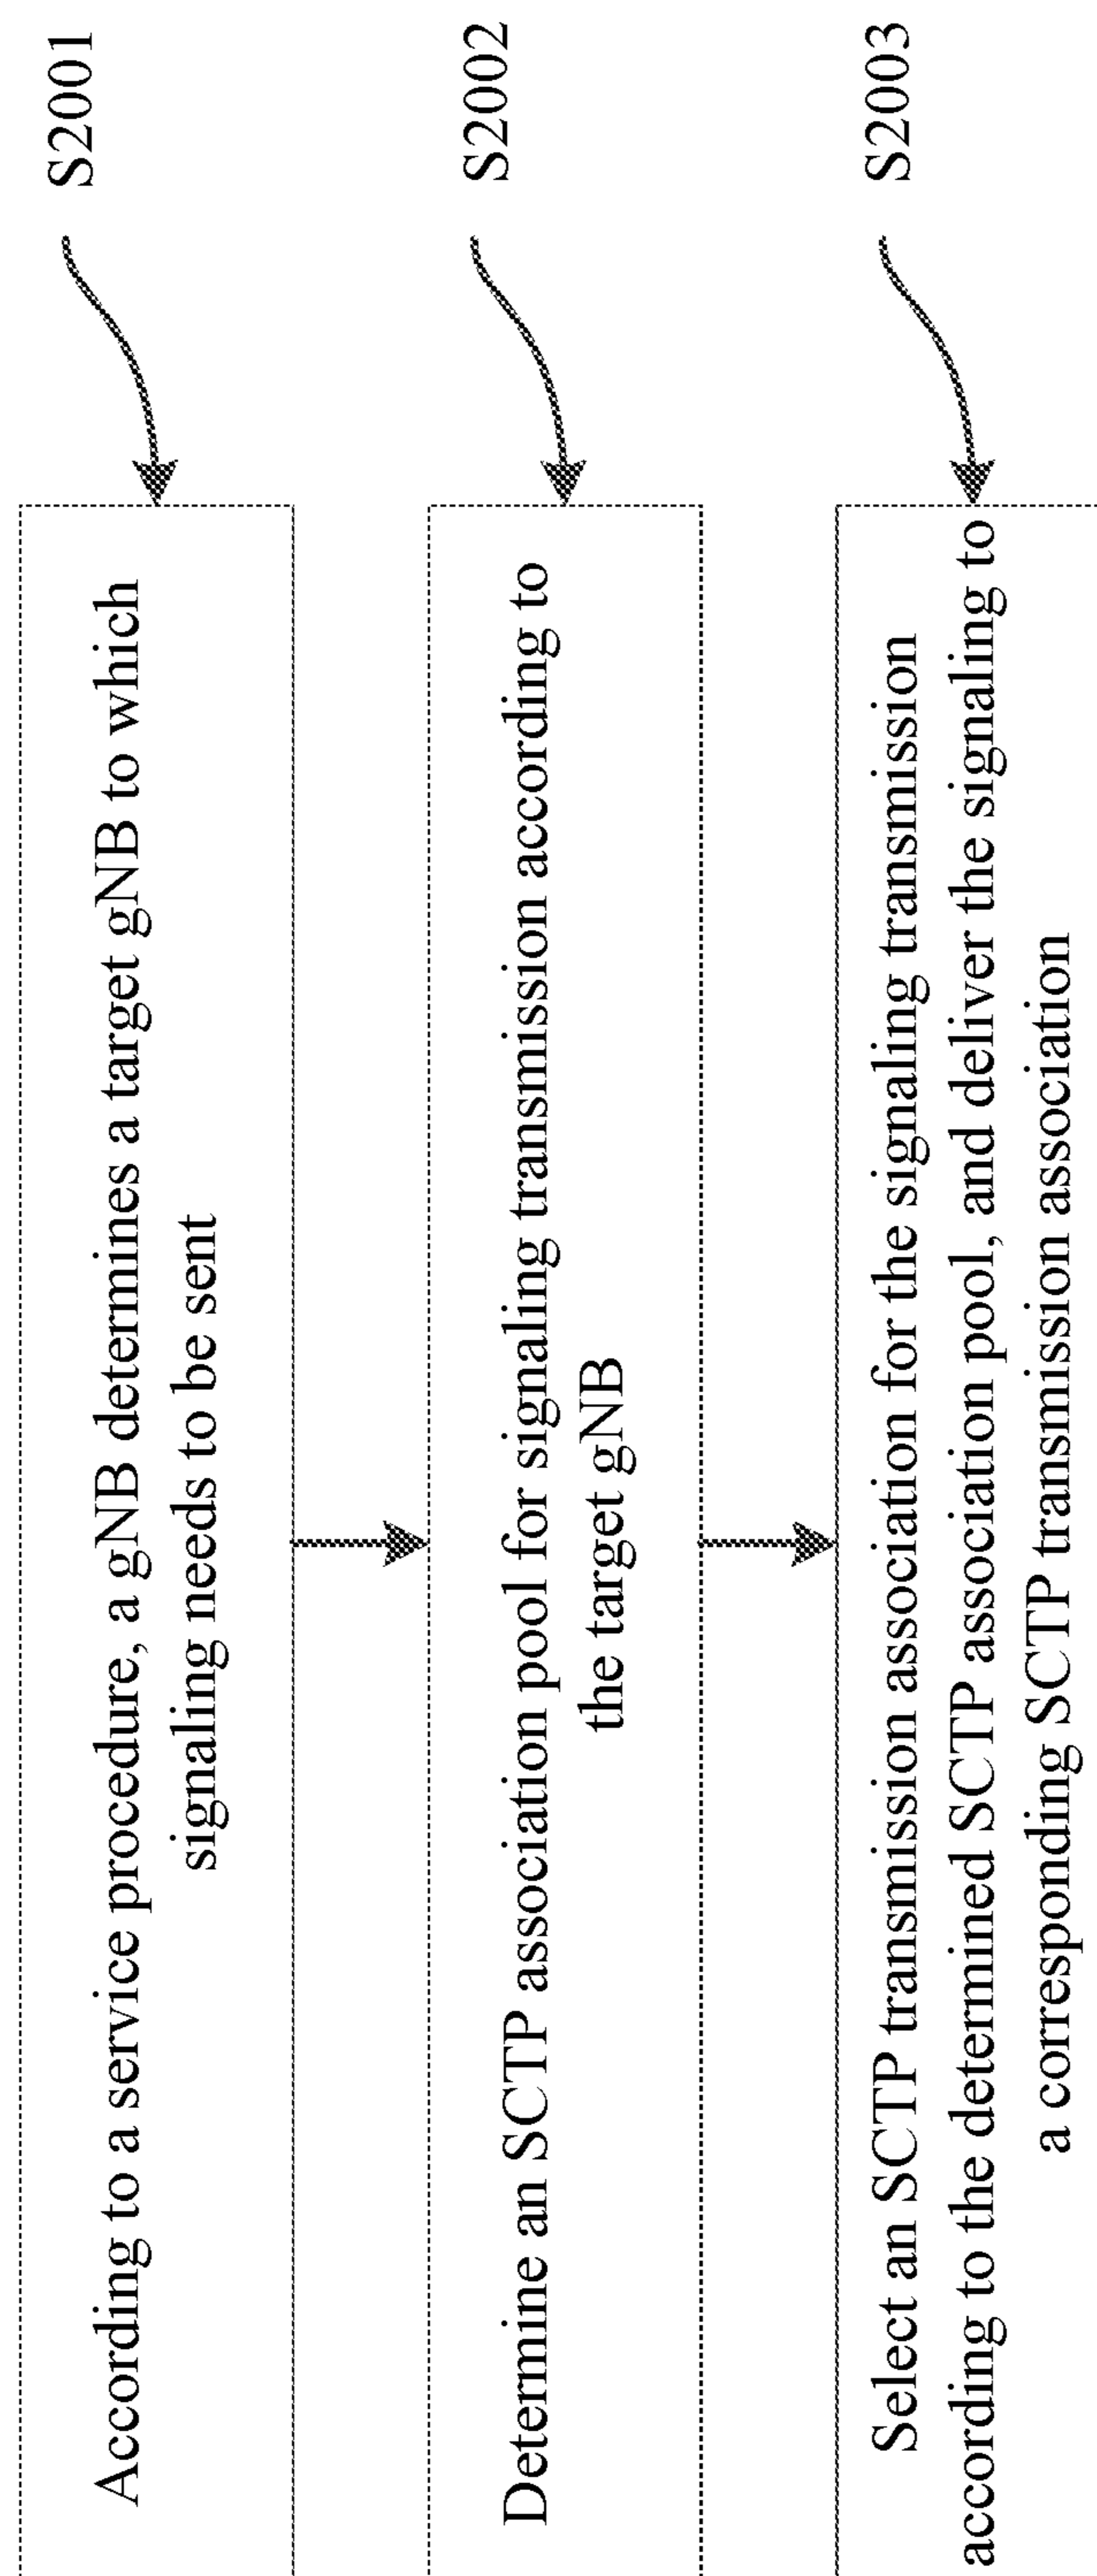 According to a service procedure, a gNB determines a target gNB to which
signaling needs to be sent
S2001
Determine an SCTP association pool for signaling transmission according to
the target gNB
S2002
Select an SCTP transmission association for the signaling transmission
according to the determined SCTP association pool, and deliver the signaling to
a corresponding SCTP transmission association
S2003